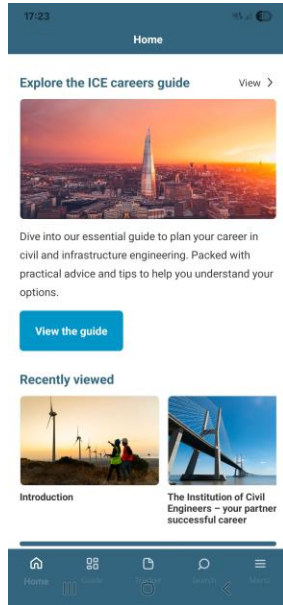 17:23
Home
Explore the ICE careers guide
View
Dive into our essential guide to plan your career in
civil and infrastructure engineering. Packed with
practical advice and tips to help you understand your
options.
View the guide
Recently viewed
Introduction
The Institution of Civil
Engineers – your partner
successful career
Home
Guide
Search
Menu